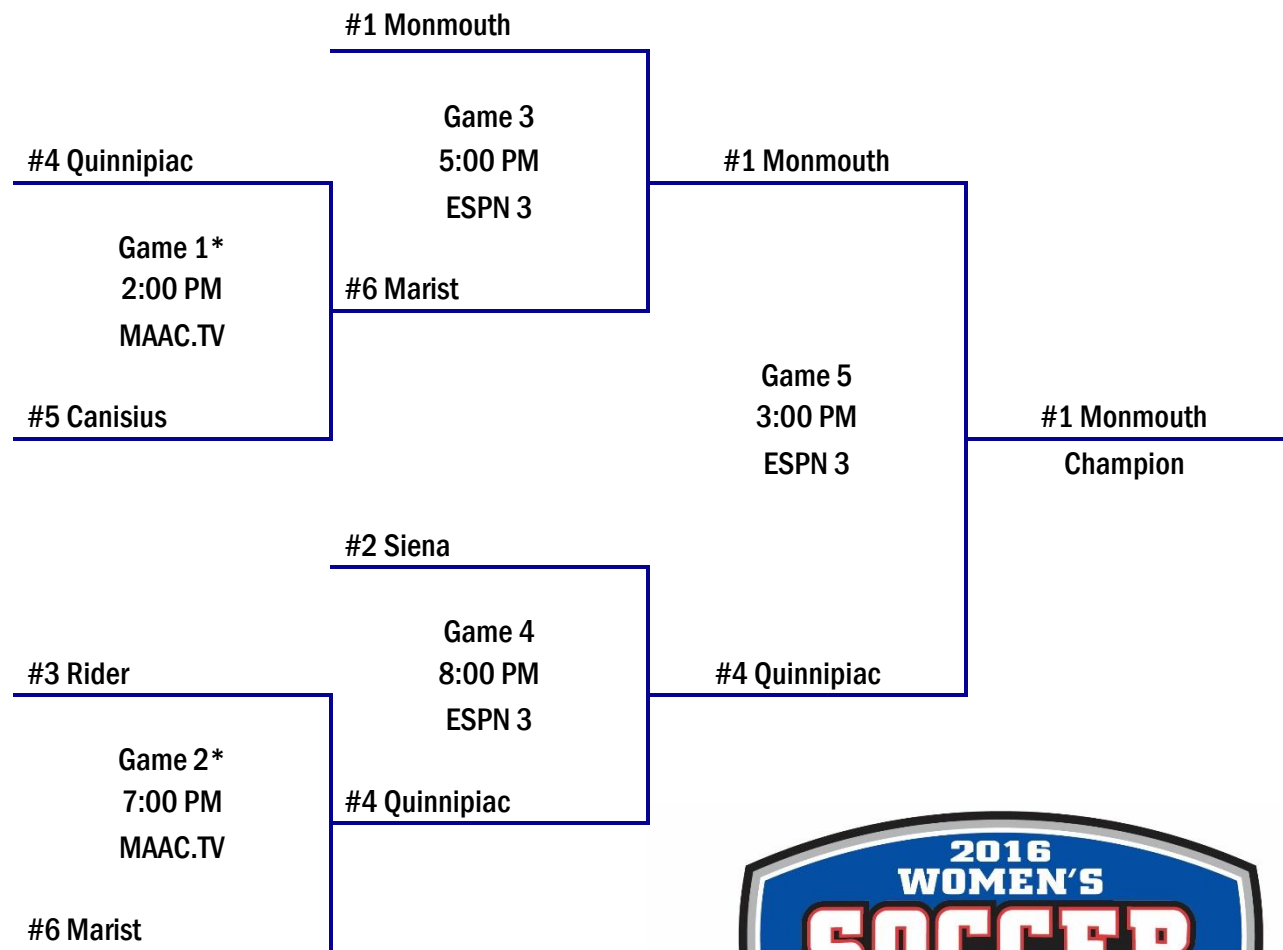 #1 Monmouth
Game 3
5:00 PM
ESPN 3
#4 Quinnipiac
#1 Monmouth
Game 1*
2:00 PM
MAAC.TV
#6 Marist
#5 Canisius
Game 5
3:00 PM
ESPN 3
#1 Monmouth
Champion
#2 Siena
Game 4
8:00 PM
ESPN 3
#3 Rider
#4 Quinnipiac
Game 2*
7:00 PM
MAAC.TV
#4 Quinnipiac
#6 Marist
2016
WOMEN'S
SOCCER